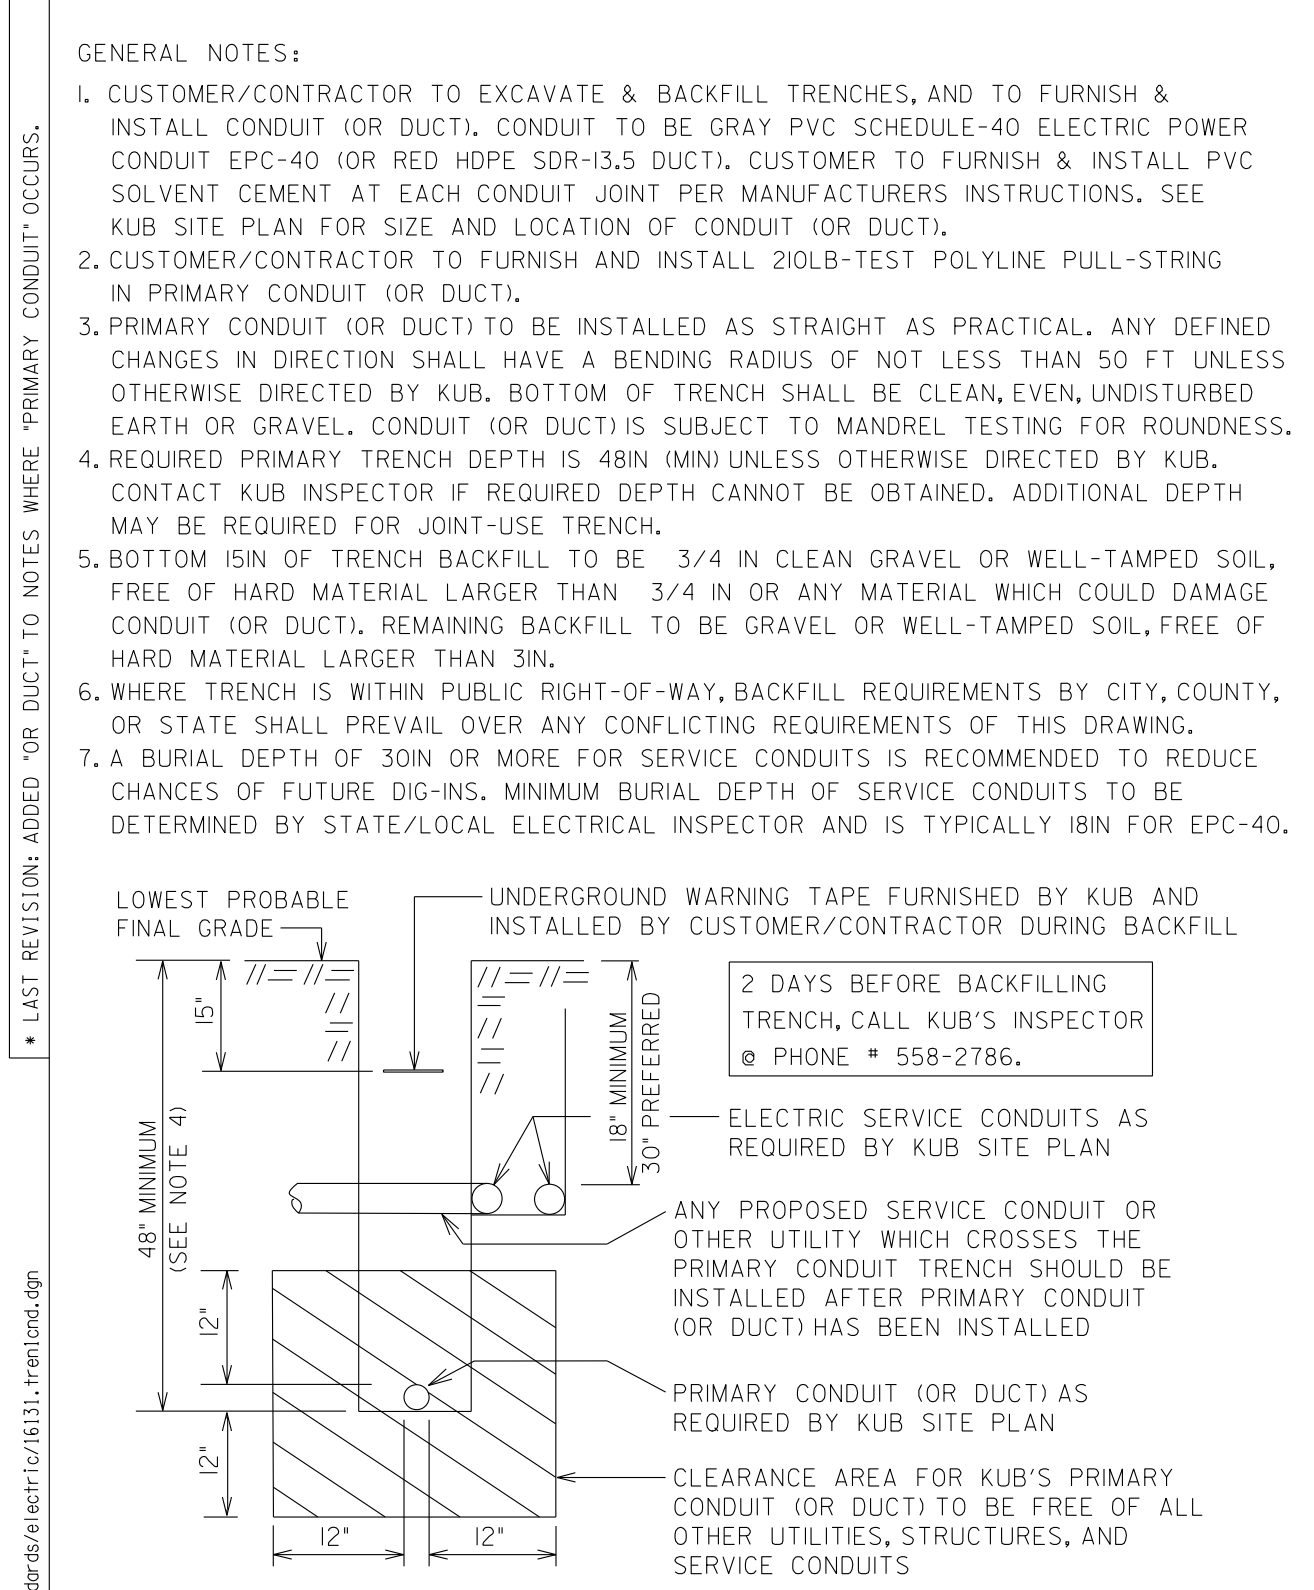 GENERAL NOTES:
1. CUSTOMER/CONTRACTOR TO EXCAVATE & BACKFILL TRENCHES, AND TO FURNISH &
INSTALL CONDUIT (OR DUCT). CONDUIT TO BE GRAY PVC SCHEDULE-40 ELECTRIC POWER
CONDUIT EPC-40 (OR RED HDPE SDR-13.5 DUCT). CUSTOMER TO FURNISH & INSTALL PVC
SOLVENT CEMENT AT EACH CONDUIT JOINT PER MANUFACTURERS INSTRUCTIONS. SEE
KUB SITE PLAN FOR SIZE AND LOCATION OF CONDUIT (OR DUCT).
2. CUSTOMER/CONTRACTOR TO FURNISH AND INSTALL 210LB-TEST POLYLINE PULL-STRING
IN PRIMARY CONDUIT (OR DUCT).
3. PRIMARY CONDUIT (OR DUCT) TO BE INSTALLED AS STRAIGHT AS PRACTICAL. ANY DEFINED
CHANGES IN DIRECTION SHALL HAVE A BENDING RADIUS OF NOT LESS THAN 50 FT UNLESS
OTHERWISE DIRECTED BY KUB. BOTTOM OF TRENCH SHALL BE CLEAN, EVEN, UNDISTURBED
EARTH OR GRAVEL. CONDUIT (OR DUCT) IS SUBJECT TO MANDREL TESTING FOR ROUNDNESS.
4. REQUIRED PRIMARY TRENCH DEPTH IS 48IN (MIN) UNLESS OTHERWISE DIRECTED BY KUB.
CONTACT KUB INSPECTOR IF REQUIRED DEPTH CANNOT BE OBTAINED. ADDITIONAL DEPTH
MAY BE REQUIRED FOR JOINT-USE TRENCH.
5. BOTTOM 15IN OF TRENCH BACKFILL TO BE 3/4 IN CLEAN GRAVEL OR WELL-TAMPED SOIL,
FREE OF HARD MATERIAL LARGER THAN 3/4 IN OR ANY MATERIAL WHICH COULD DAMAGE
CONDUIT (OR DUCT). REMAINING BACKFILL TO BE GRAVEL OR WELL-TAMPED SOIL, FREE OF
HARD MATERIAL LARGER THAN 3IN.
6. WHERE TRENCH IS WITHIN PUBLIC RIGHT-OF-WAY, BACKFILL REQUIREMENTS BY CITY, COUNTY,
OR STATE SHALL PREVAIL OVER ANY CONFLICTING REQUIREMENTS OF THIS DRAWING.
7. A BURIAL DEPTH OF 30IN OR MORE FOR SERVICE CONDUITS IS RECOMMENDED TO REDUCE
CHANCES OF FUTURE DIG-INS. MINIMUM BURIAL DEPTH OF SERVICE CONDUITS TO BE
DETERMINED BY STATE/LOCAL ELECTRICAL INSPECTOR AND IS TYPICALLY 18IN FOR EPC-40.
LOWEST PROBABLE
FINAL GRADE
UNDERGROUND WARNING TAPE FURNISHED BY KUB AND
INSTALLED BY CUSTOMER/CONTRACTOR DURING BACKFILL
2 DAYS BEFORE BACKFILLING
TRENCH, CALL KUB'S INSPECTOR
@ PHONE # 558-2786.
15"
18" MINIMUM
30" PREFERRED
48" MINIMUM
(SEE NOTE 4)
ELECTRIC SERVICE CONDUITS AS
REQUIRED BY KUB SITE PLAN
ANY PROPOSED SERVICE CONDUIT OR
OTHER UTILITY WHICH CROSSES THE
PRIMARY CONDUIT TRENCH SHOULD BE
INSTALLED AFTER PRIMARY CONDUIT
(OR DUCT) HAS BEEN INSTALLED
12"
PRIMARY CONDUIT (OR DUCT) AS
REQUIRED BY KUB SITE PLAN
12"
CLEARANCE AREA FOR KUB'S PRIMARY
CONDUIT (OR DUCT) TO BE FREE OF ALL
OTHER UTILITIES, STRUCTURES, AND
SERVICE CONDUITS
12"
12"
* LAST REVISION: ADDED "OR DUCT" TO NOTES WHERE "PRIMARY CONDUIT" OCCURS.
dards/electric/16131.tren1cnd.dgn